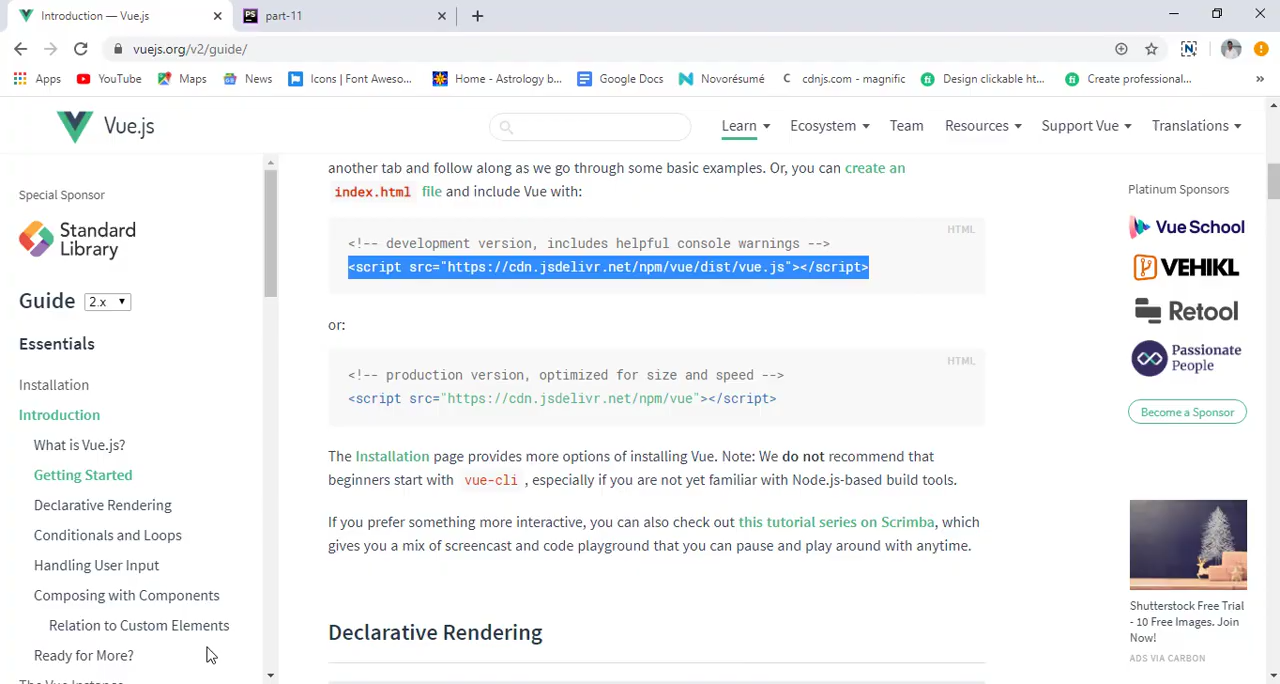 Introduction — Vue.js
PS
part-11
vuejs.org/v2/guide/
Apps
YouTube
Maps
News
Icons | Font Aweso...
Home - Astrology b...
Google Docs
Novorésumé
cdnjs.com - magnific
Design clickable ht...
Create professional...
Vue.js
Learn
Ecosystem
Team
Resources
Support Vue
Translations
Special Sponsor
Standard
Library
Guide 2.x
Essentials
Installation
Introduction
What is Vue.js?
Getting Started
Declarative Rendering
Conditionals and Loops
Handling User Input
Composing with Components
Relation to Custom Elements
Ready for More?
The Vue Instance
another tab and follow along as we go through some basic examples. Or, you can create an
index.html file and include Vue with:
HTML
<!-- development version, includes helpful console warnings -->
<script src="https://cdn.jsdelivr.net/npm/vue/dist/vue.js"></script>
or:
HTML
<!-- production version, optimized for size and speed -->
<script src="https://cdn.jsdelivr.net/npm/vue"></script>
The Installation page provides more options of installing Vue. Note: We do not recommend that
beginners start with vue-cli , especially if you are not yet familiar with Node.js-based build tools.
If you prefer something more interactive, you can also check out this tutorial series on Scrimba, which
gives you a mix of screencast and code playground that you can pause and play around with anytime.
Declarative Rendering
Platinum Sponsors
Vue School
VEHIKL
Retool
Passionate
People
Become a Sponsor
Shutterstock Free Trial
- 10 Free Images. Join
Now!
ADS VIA CARBON